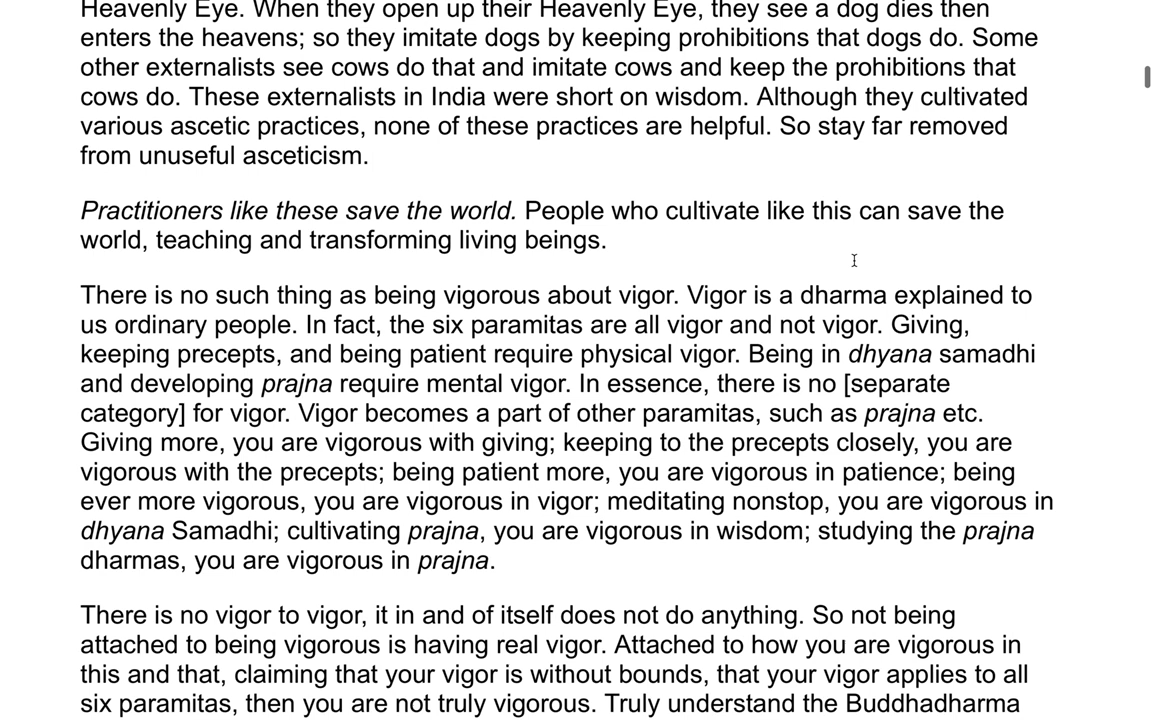 Heavenly Eye. When they open up their Heavenly Eye, they see a dog dies then
enters the heavens; so they imitate dogs by keeping prohibitions that dogs do. Some
other externalists see cows do that and imitate cows and keep the prohibitions that
cows do. These externalists in India were short on wisdom. Although they cultivated
various ascetic practices, none of these practices are helpful. So stay far removed
from unuseful asceticism.
Practitioners like these save the world. People who cultivate like this can save the
world, teaching and transforming living beings.
There is no such thing as being vigorous about vigor. Vigor is a dharma explained to
us ordinary people. In fact, the six paramitas are all vigor and not vigor. Giving,
keeping precepts, and being patient require physical vigor. Being in dhyana samadhi
and developing prajna require mental vigor. In essence, there is no [separate
category] for vigor. Vigor becomes a part of other paramitas, such as prajna etc.
Giving more, you are vigorous with giving; keeping to the precepts closely, you are
vigorous with the precepts; being patient more, you are vigorous in patience; being
ever more vigorous, you are vigorous in vigor; meditating nonstop, you are vigorous in
dhyana Samadhi; cultivating prajna, you are vigorous in wisdom; studying the prajna
dharmas, you are vigorous in prajna.
There is no vigor to vigor, it in and of itself does not do anything. So not being
attached to being vigorous is having real vigor. Attached to how you are vigorous in
this and that, claiming that your vigor is without bounds, that your vigor applies to all
six paramitas, then you are not truly vigorous. Truly understand the Buddhadharma